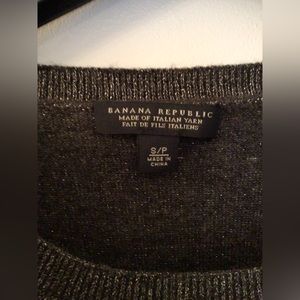 BANANA REPUBLIC
MADE OF ITALIAN YARN
FAIT DE FILS ITALIENS
S/P
MADE IN
CHINA